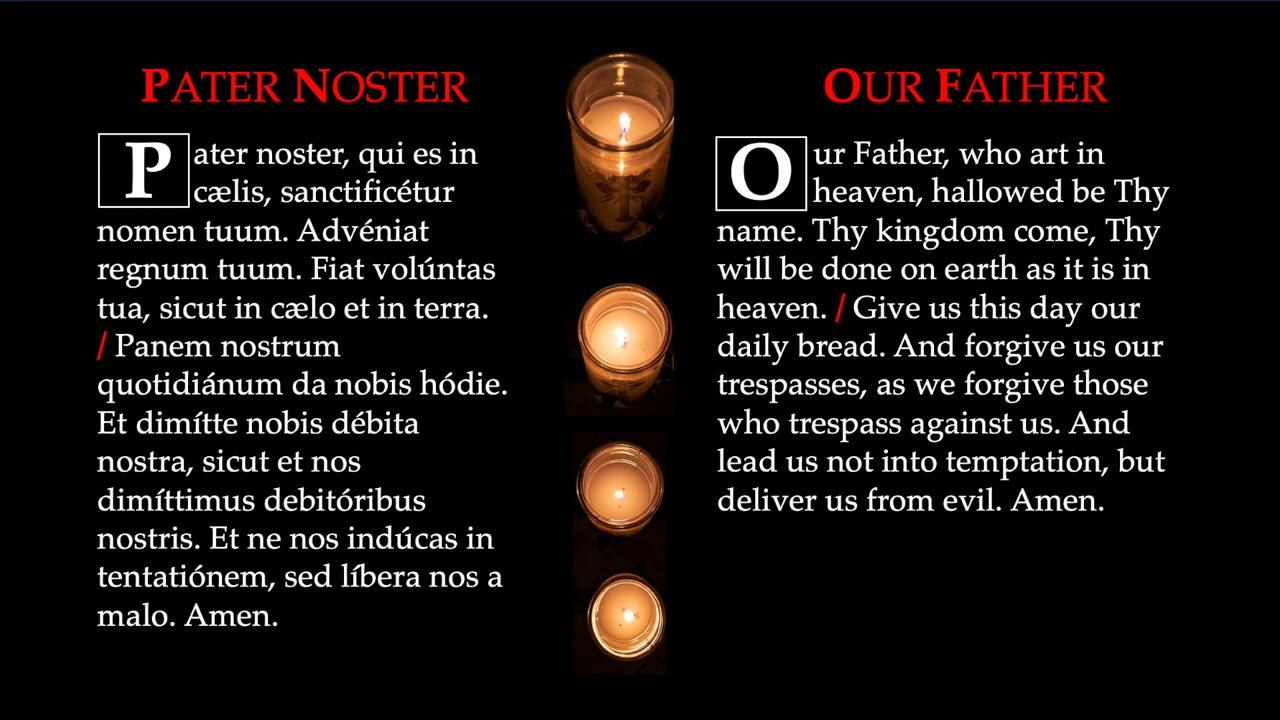 PATER NOSTER
Pater noster, qui es in
cælis, sanctificétur
nomen tuum. Advéniat
regnum tuum. Fiat volúntas
tua, sicut in cælo et in terra.
/ Panem nostrum
quotidiánum da nobis hódie.
Et dimítte nobis débita
nostra, sicut et nos
dimíttimus debitóribus
nostris. Et ne nos indúcas in
tentatiónem, sed líbera nos a
malo. Amen.
OUR FATHER
Our Father, who art in
heaven, hallowed be Thy
name. Thy kingdom come, Thy
will be done on earth as it is in
heaven. / Give us this day our
daily bread. And forgive us our
trespasses, as we forgive those
who trespass against us. And
lead us not into temptation, but
deliver us from evil. Amen.